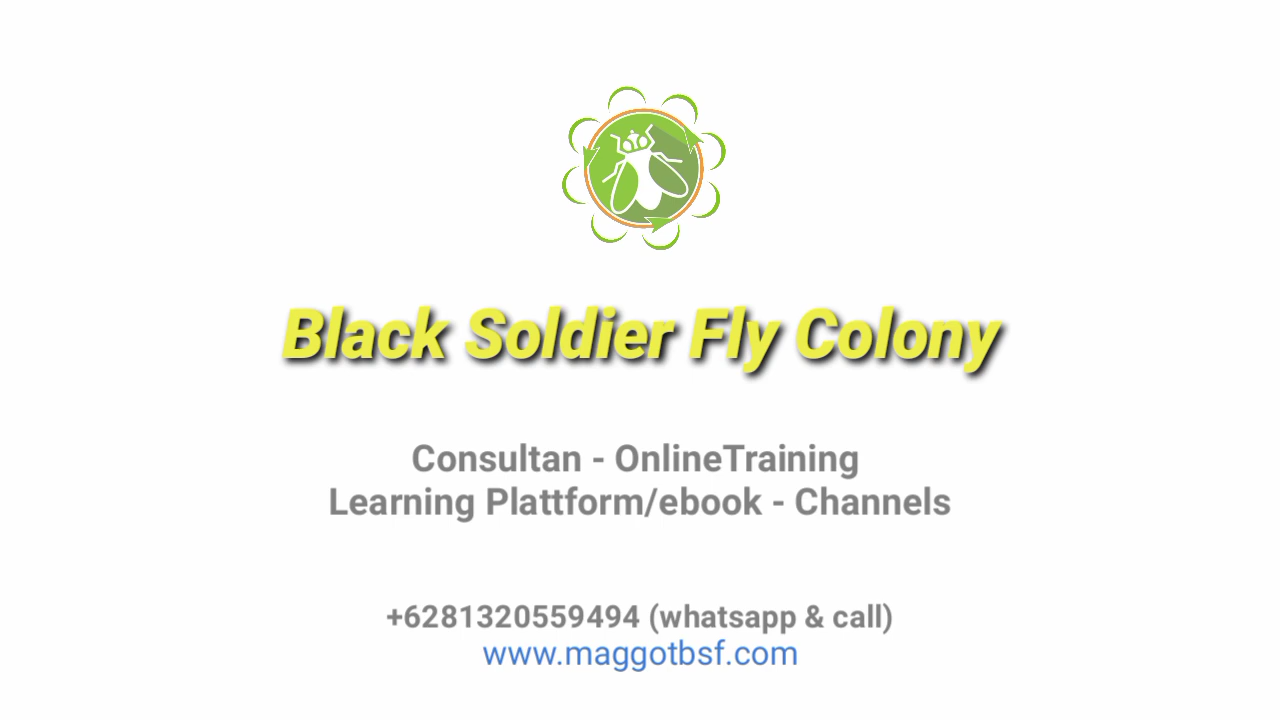 Black Soldier Fly Colony
Consultan - OnlineTraining
Learning Plattform/ebook - Channels
+6281320559494 (whatsapp & call)
www.maggotbsf.com